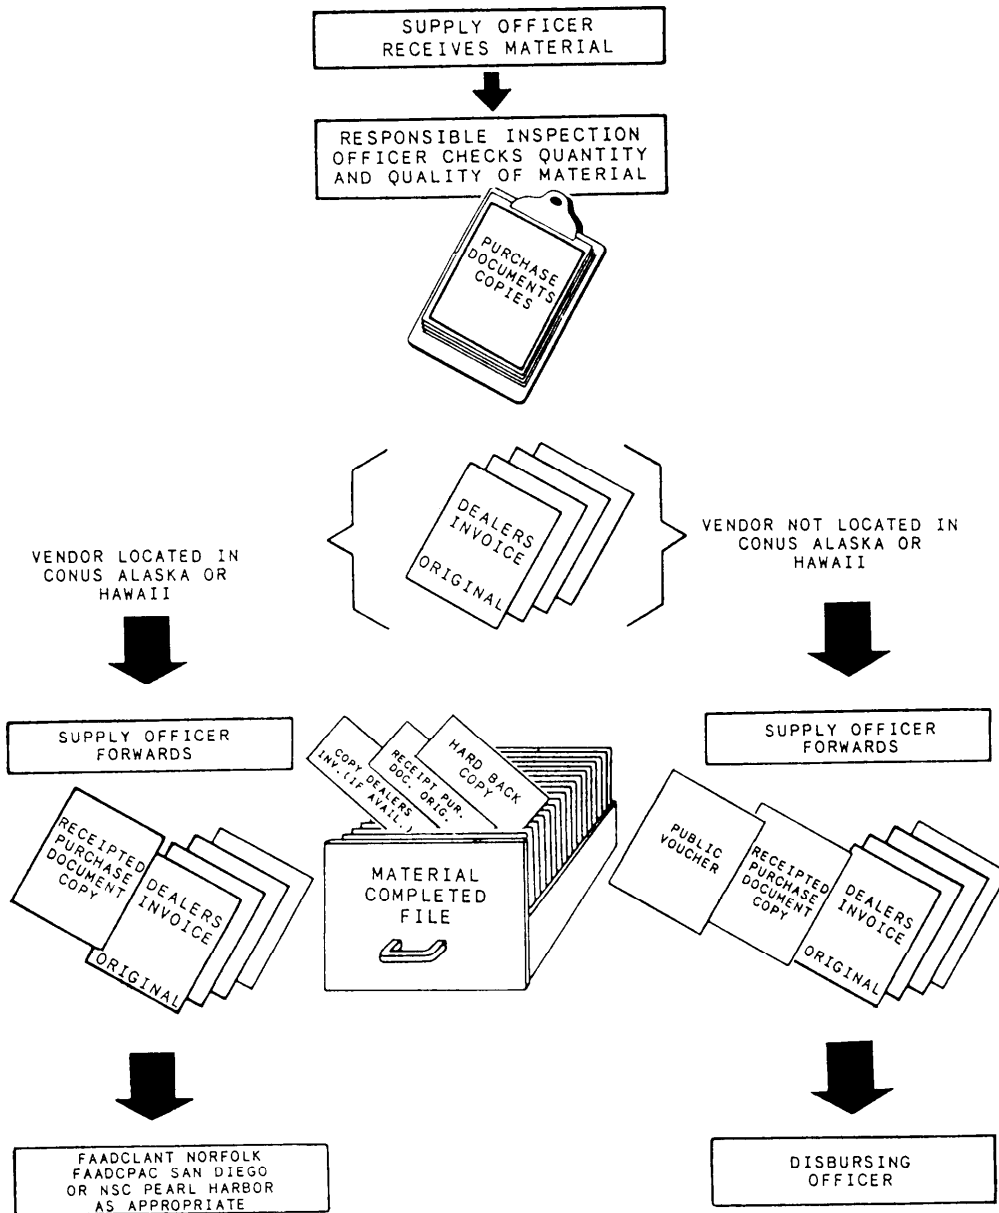 SUPPLY OFFICER
RECEIVES MATERIAL
RESPONSIBLE INSPECTION
OFFICER CHECKS QUANTITY
AND QUALITY OF MATERIAL
PURCHASE
DOCUMENTS
COPIES
DEALERS
INVOICE
ORIGINAL
VENDOR LOCATED IN
CONUS ALASKA OR
HAWAII
VENDOR NOT LOCATED IN
CONUS ALASKA OR
HAWAII
SUPPLY OFFICER
FORWARDS
RECEIPTED
PURCHASE
DOCUMENT
COPY
DEALERS
INVOICE
ORIGINAL
COPY DEALERS
INV.(IF AVAIL.)
RECEIPT PUR.
DOC. ORIG.
HARD BACK
COPY
MATERIAL
COMPLETED
FILE
SUPPLY OFFICER
FORWARDS
PUBLIC
VOUCHER
RECEIPTED
PURCHASE
DOCUMENT
COPY
DEALERS
INVOICE
ORIGINAL
FAADCLANT NORFOLK
FAADCPAC SAN DIEGO
OR NSC PEARL HARBOR
AS APPROPRIATE
DISBURSING
OFFICER